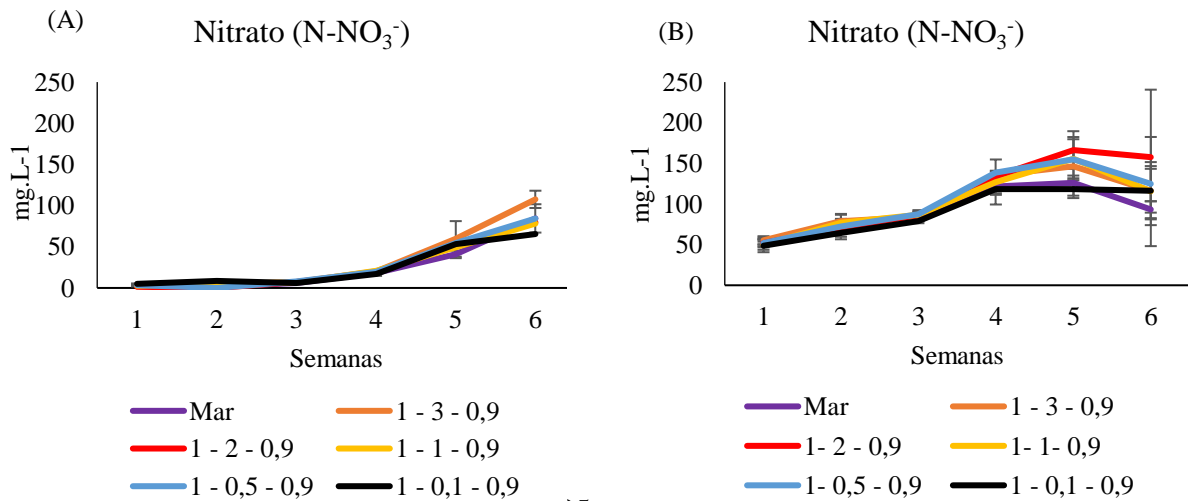 (A)
Nitrato (N-NO₃⁻)
250
200
150
100
50
0
mg.L-1
1 2 3 4 5 6
Semanas
Mar
1 - 3 - 0,9
1 - 2 - 0,9
1 - 1 - 0,9
1 - 0,5 - 0,9
1 - 0,1 - 0,9
(B)
Nitrato (N-NO₃⁻)
250
200
150
100
50
0
mg.L-1
1 2 3 4 5 6
Semanas
Mar
1 - 3 - 0,9
1- 2 - 0,9
1- 1- 0,9
1- 0,5 - 0,9
1 - 0,1 - 0,9